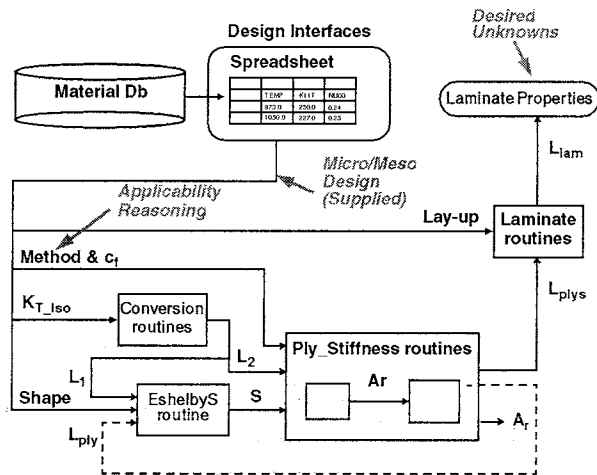 Design Interfaces
Desired
Unknowns
Spreadsheet
Material Db
TEMP NU00
873.0 250.0 0.24
1050.0 227.0 0.25
Laminate Properties
L_lam
Micro/Meso
Design
(Supplied)
Applicability
Reasoning
Lay-up
Laminate
routines
Method & c_f
L_plys
K_T_Iso
Conversion
routines
Ply_Stiffness routines
L_2
L_1
Ar
Shape
EshelbyS
routine
S
A_r
L_ply